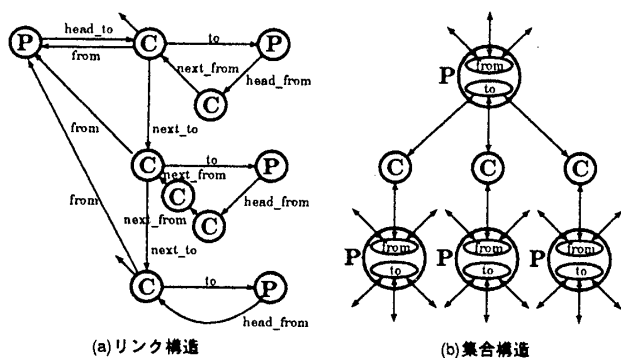 P
head_to
from
C
to
P
next_from
head_from
C
from
next_to
C
to
P
next_from
C
head_from
C
next_from
from
next_to
C
to
P
head_from
(a)リンク構造
P
from
to
C
C
C
P
from
to
P
from
to
P
from
to
(b)集合構造